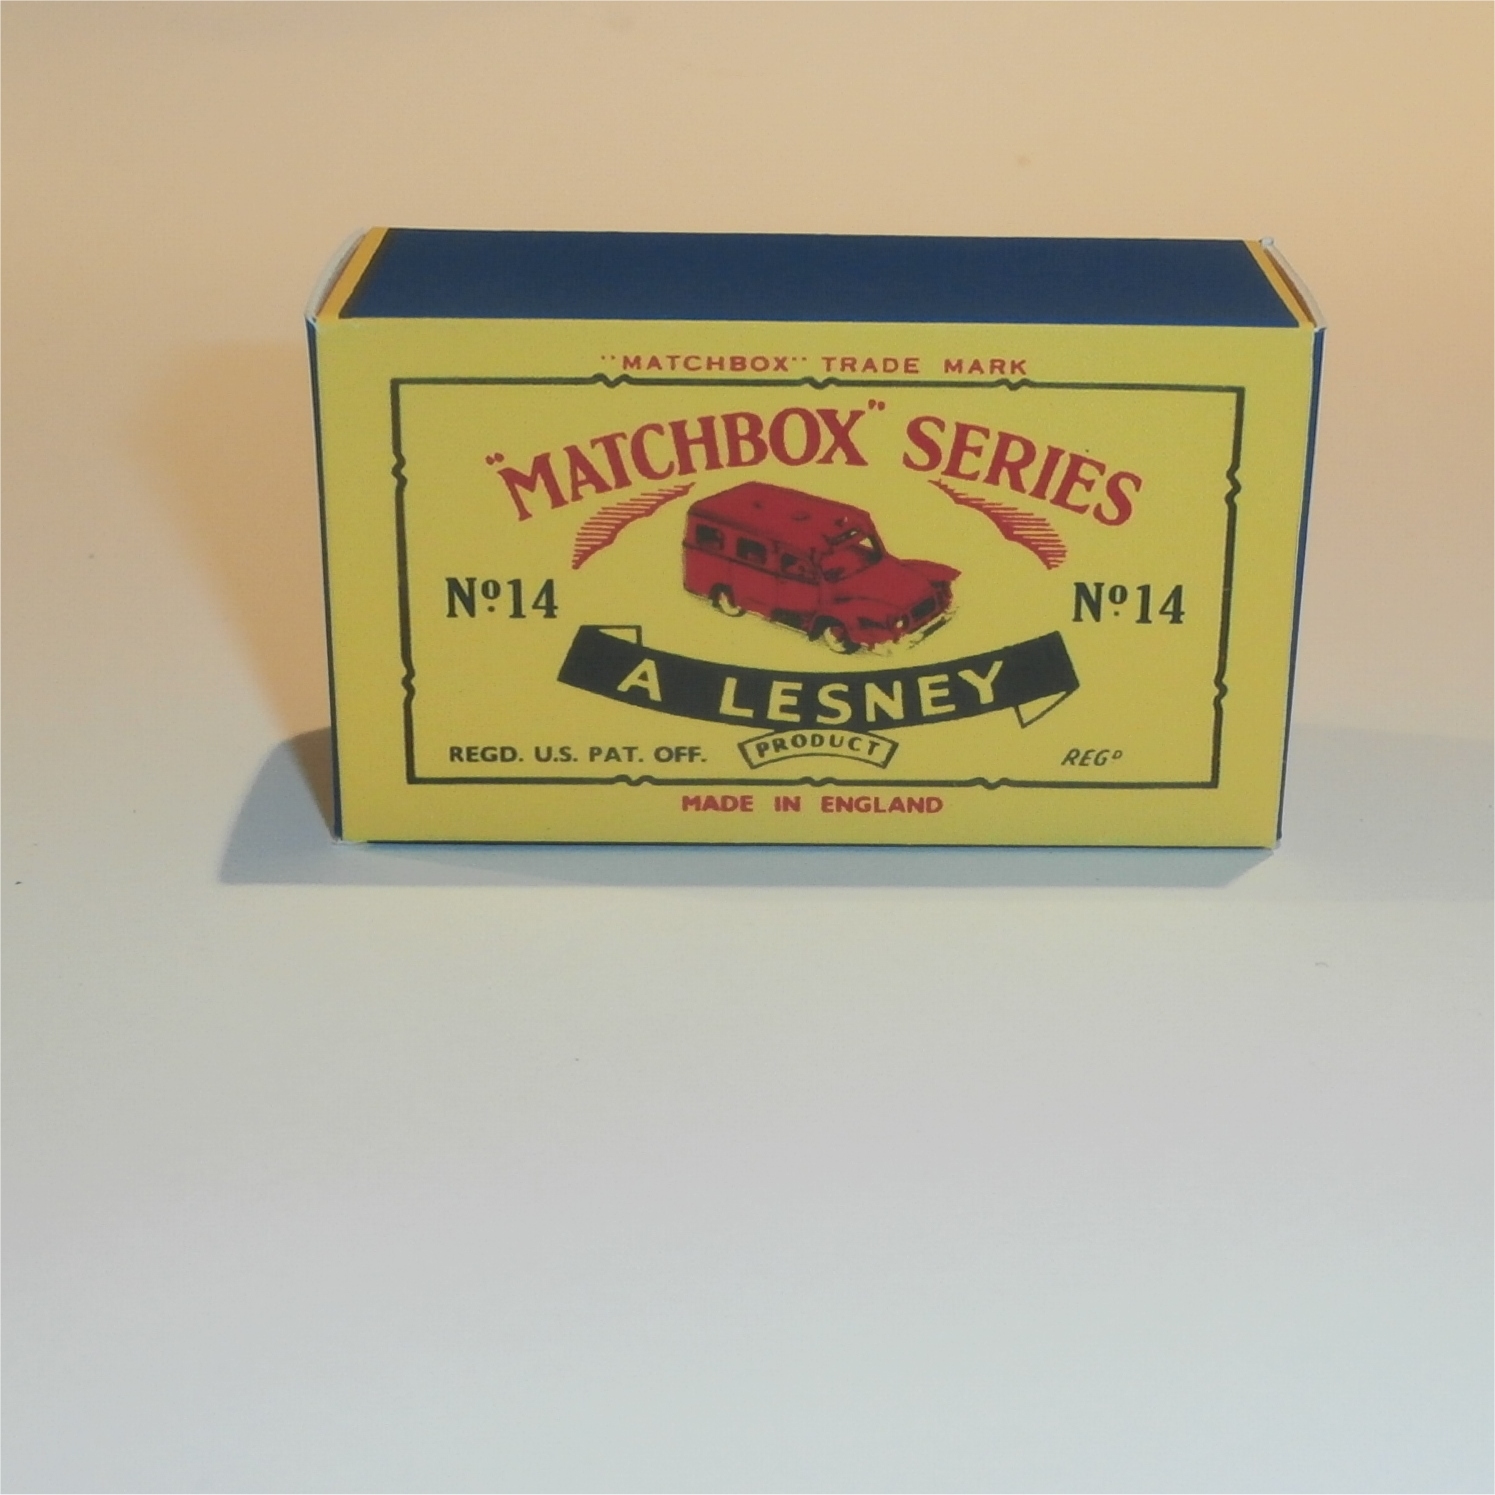 "MATCHBOX" TRADE MARK
"MATCHBOX" SERIES
Nº14
Nº14
A LESNEY
PRODUCT
REGD. U.S. PAT. OFF.
REGᴰ
MADE IN ENGLAND